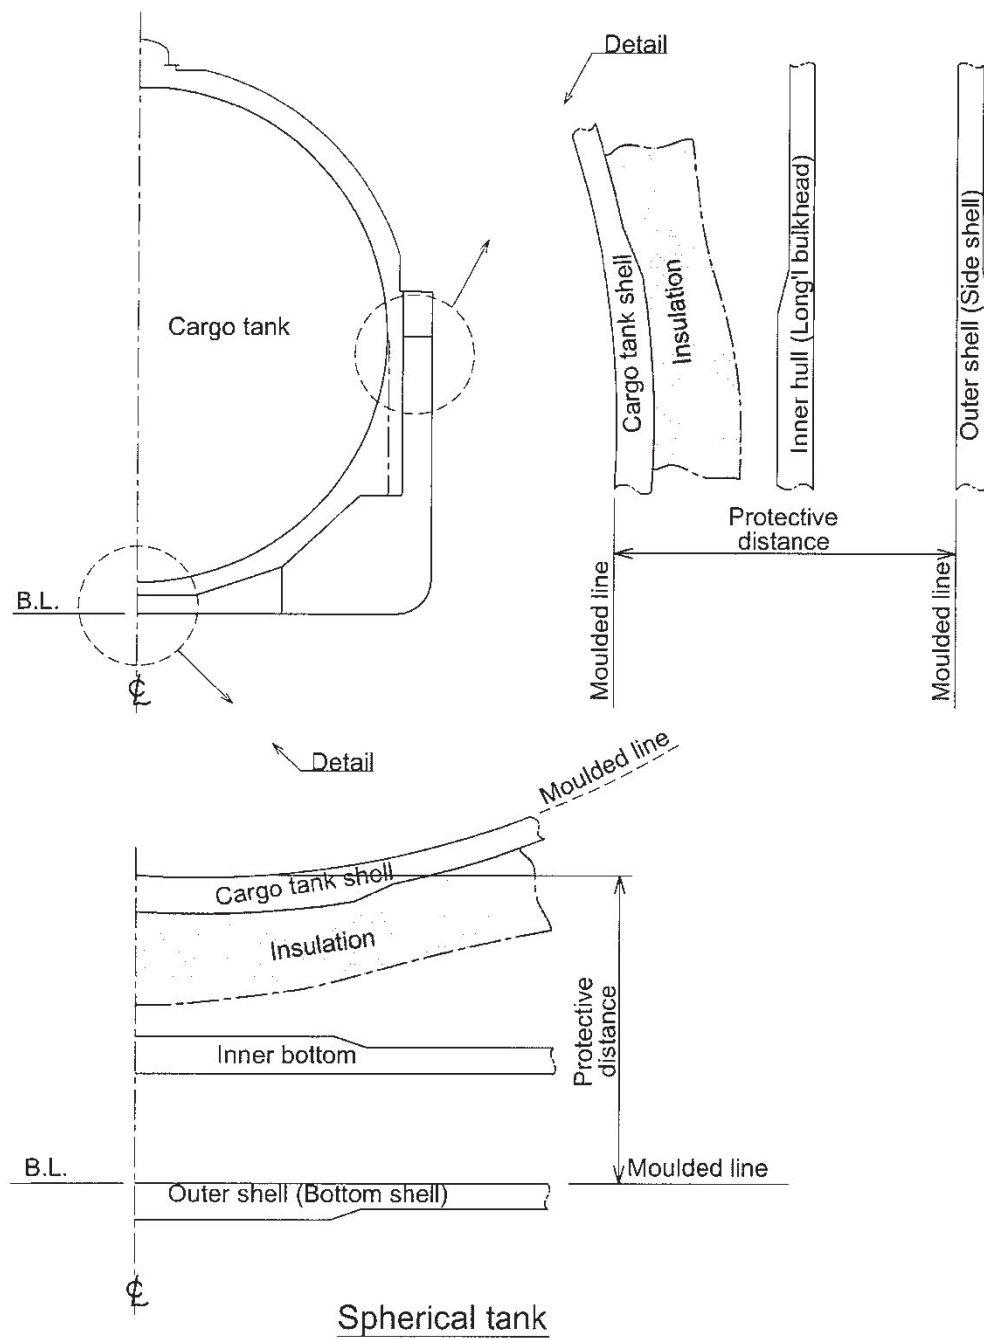 Detail
Cargo tank
B.L.
℄
Cargo tank shell
Insulation
Inner hull (Long'l bulkhead)
Outer shell (Side shell)
Protective
distance
Moulded line
Moulded line
Detail
Moulded line
Cargo tank shell
Insulation
Inner bottom
Protective
distance
B.L.
Moulded line
Outer shell (Bottom shell)
℄
Spherical tank